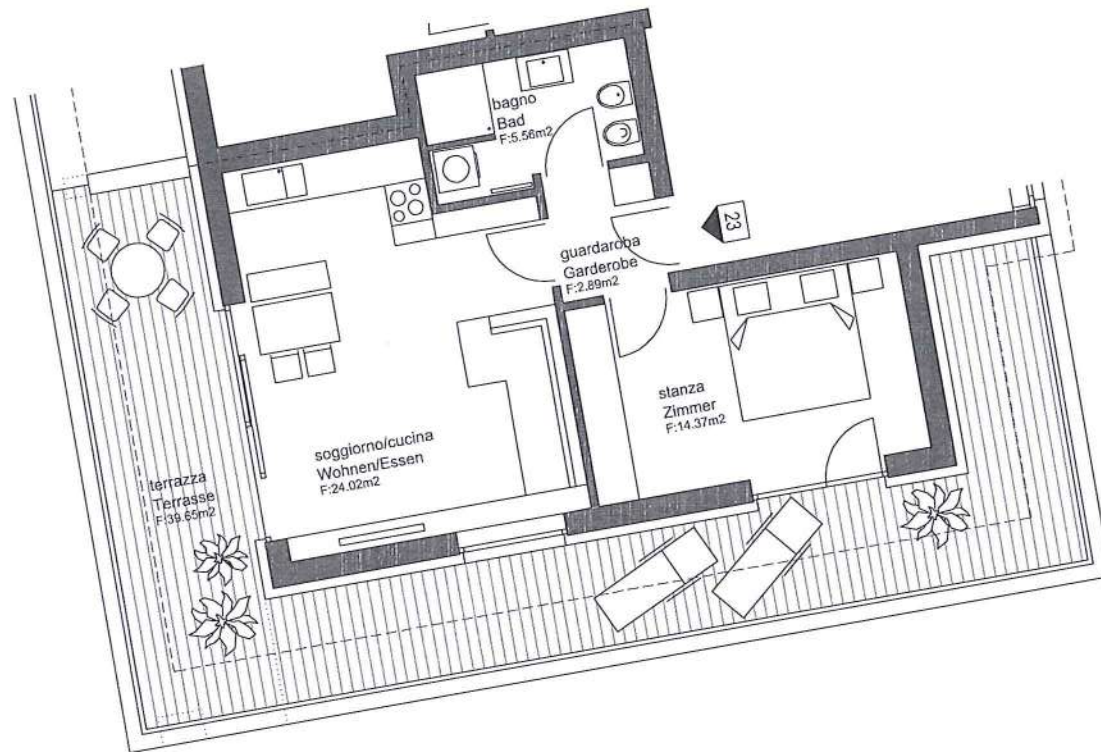 bagno
Bad
F:5.56m2
23
guardaroba
Garderobe
F:2.89m2
stanza
Zimmer
F:14.37m2
soggiorno/cucina
Wohnen/Essen
F:24.02m2
terrazza
Terrasse
F:39.65m2